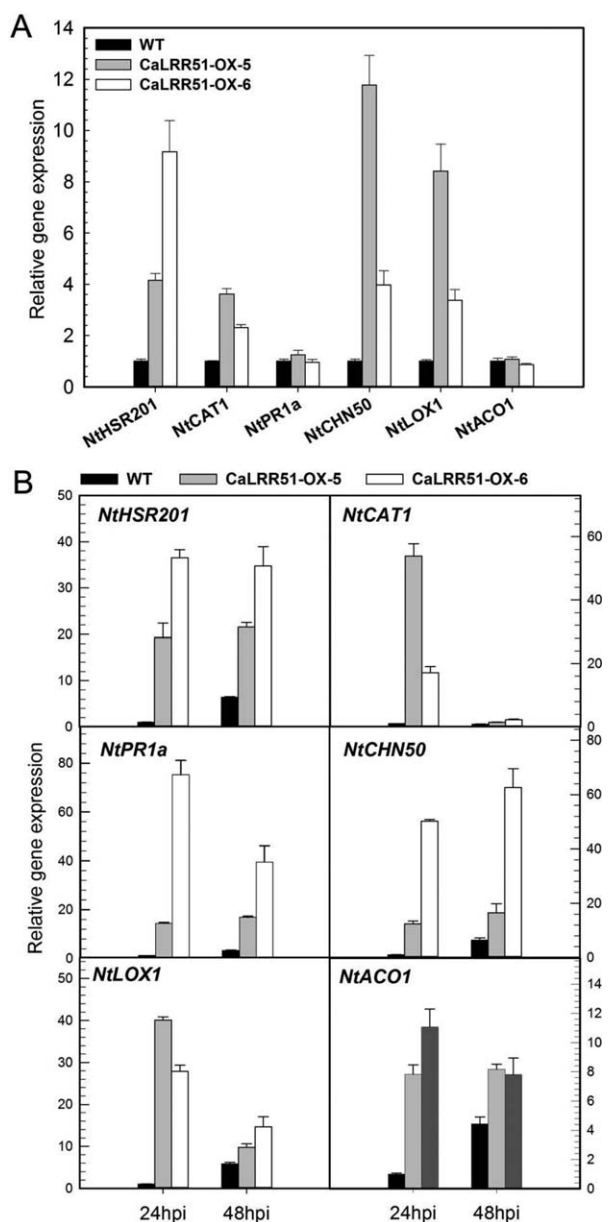 A
WT
CaLRR51-OX-5
CaLRR51-OX-6
Relative gene expression
14
12
10
8
6
4
2
0
NtHSR201 NtCAT1 NtPR1a NtCHN50 NtLOX1 NtACO1
B
WT CaLRR51-OX-5 CaLRR51-OX-6
Relative gene expression
NtHSR201
50
40
30
20
10
0
NtCAT1
60
40
20
0
NtPR1a
80
60
40
20
0
NtCHN50
80
60
40
20
0
NtLOX1
40
30
20
10
0
NtACO1
14
12
10
8
6
4
2
0
24hpi 48hpi 24hpi 48hpi